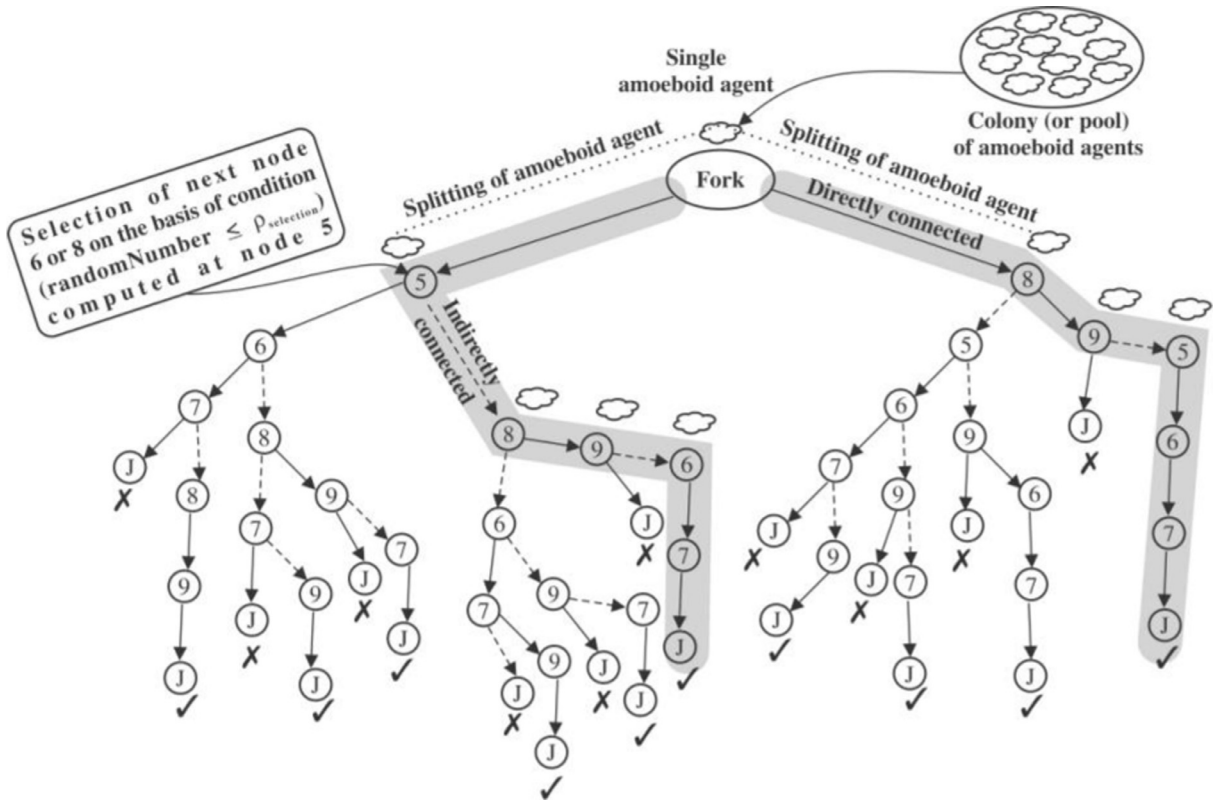 Single
amoeboid agent
Colony (or pool)
of amoeboid agents
Splitting of amoeboid agent
Splitting of amoeboid agent
Fork
Directly connected
Selection of next node
6 or 8 on the basis of condition
(randomNumber ≤ ρselection)
computed at node 5
Indirectly
connected
5
8
6
5
9
5
7
8
8
9
6
6
9
6
J
J
8
9
7
9
6
J
7
9
J
6
7
J
7
9
7
9
J
7
9
J
7
J
9
J
9
7
J
7
7
J
J
J
J
9
J
J
J
J
J
J
J
J
J
J
J
J